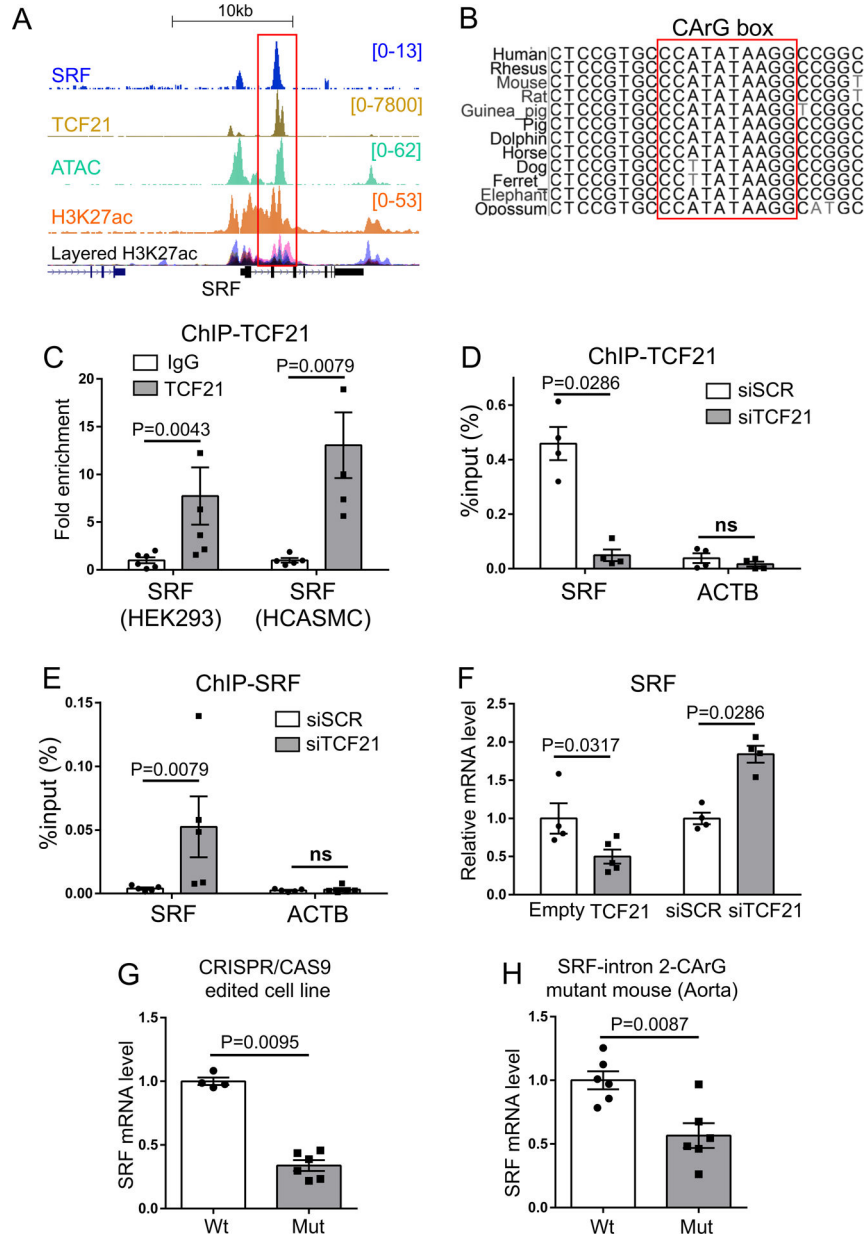 A
10kb
SRF
[0-13]
TCF21
[0-7800]
ATAC
[0-62]
H3K27ac
[0-53]
Layered H3K27ac
SRF
B
CArG box
Human CTCCGTGCCCATATAAGGCCGGC
Rhesus CTCCGTGCCCATATAAGGCCGGC
Mouse CTCCGTGCCCATATAAGGCCGGT
Rat CTCCGTGCCCATATAAGGCCGGT
Guinea_pig CTCCGTGCCCATATAAGGTCGGC
Pig CTCCGTGCCCATATAAGGCCGGC
Dolphin CTCCGTGCCCATATAAGGCCGGC
Horse CTCCGTGCCCATATAAGGCCGGC
Dog CTCCGTGCCCTTATAAGGCCGGC
Ferret_ CTCCGTGCCCATATAAGGCCGGC
Elephant CTCCGTGCCCATATAAGGCCGGC
Opossum CTCCGTGCCCATATAAGGCATGC
C
ChIP-TCF21
IgG
TCF21
P=0.0043
P=0.0079
Fold enrichment
20
15
10
5
0
SRF
(HEK293)
SRF
(HCASMC)
D
ChIP-TCF21
siSCR
siTCF21
P=0.0286
ns
%input (%)
0.6
0.4
0.2
0.0
SRF
ACTB
E
ChIP-SRF
siSCR
siTCF21
P=0.0079
ns
%input (%)
0.15
0.10
0.05
0.00
SRF
ACTB
F
SRF
P=0.0317
P=0.0286
Relative mRNA level
2.5
2.0
1.5
1.0
0.5
0.0
Empty TCF21
siSCR siTCF21
G
CRISPR/CAS9
edited cell line
P=0.0095
SRF mRNA level
1.5
1.0
0.5
0.0
Wt
Mut
H
SRF-intron 2-CArG
mutant mouse (Aorta)
P=0.0087
SRF mRNA level
1.5
1.0
0.5
0.0
Wt
Mut